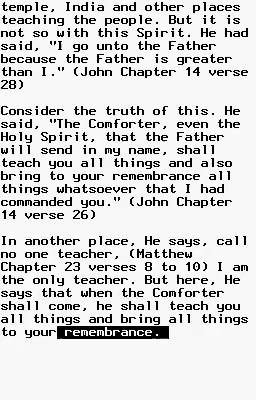 temple, India and other places
teaching the people. But it is
not so with this Spirit. He had
said, "I go unto the Father
because the Father is greater
than I." (John Chapter 14 verse
28)
Consider the truth of this. He
said, "The Comforter, even the
Holy Spirit, that the Father
will send in my name, shall
teach you all things and also
bring to your remembrance all
things whatsoever that I had
commanded you." (John Chapter
14 verse 26)
In another place, He says, call
no one teacher, (Matthew
Chapter 23 verses 8 to 10) I am
the only teacher. But here, He
says that when the Comforter
shall come, he shall teach you
all things and bring all things
to your remembrance.